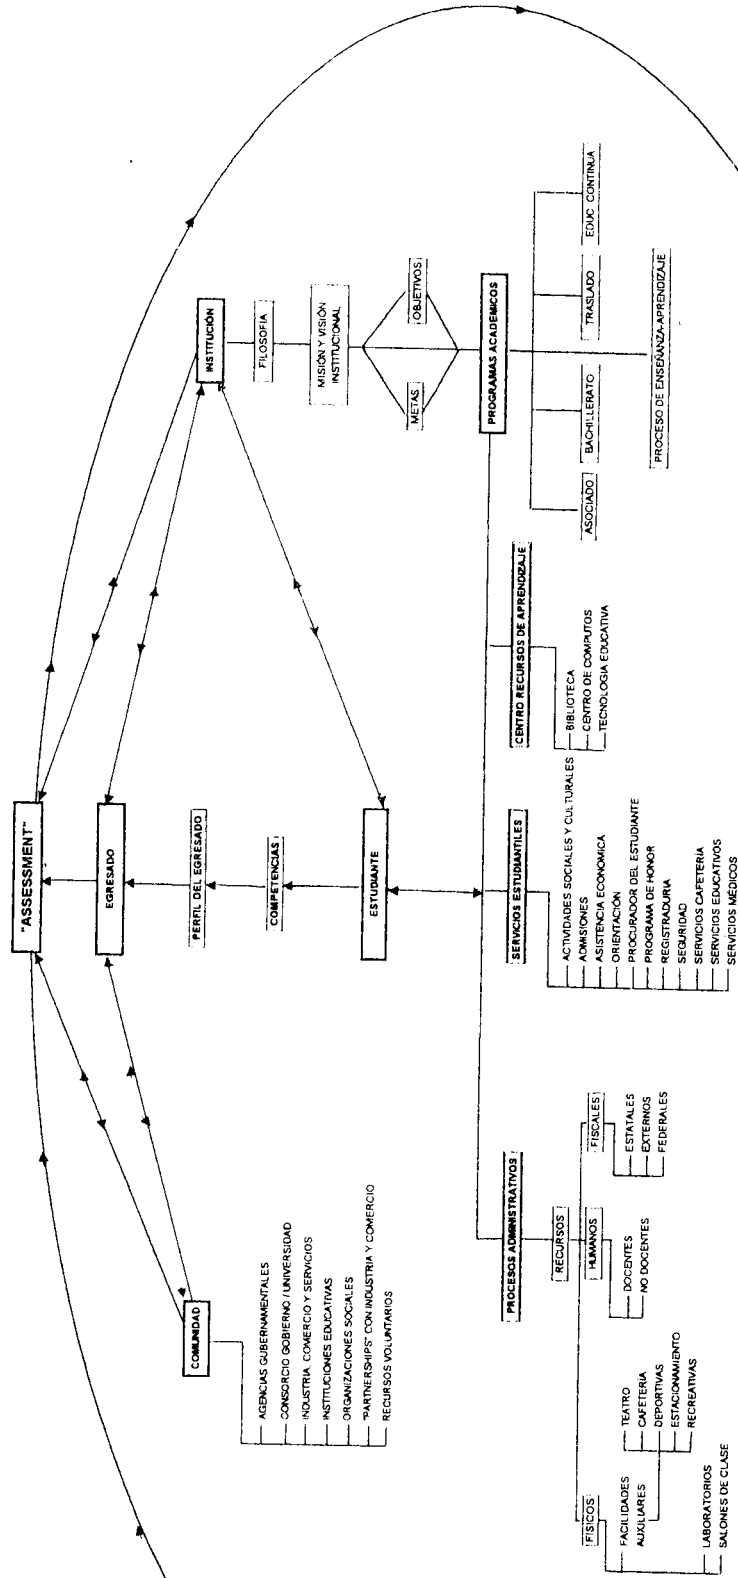 "ASSESSMENT"
EGRESADO
PERFIL DEL EGRESADO
COMPETENCIAS
ESTUDIANTE
COMUNIDAD
AGENCIAS GUBERNAMENTALES
CONSORCIO GOBIERNO / UNIVERSIDAD
INDUSTRIA, COMERCIO Y SERVICIOS
INSTITUCIONES EDUCATIVAS
ORGANIZACIONES SOCIALES
"PARTNERSHIPS" CON INDUSTRIA Y COMERCIO
RECURSOS VOLUNTARIOS
INSTITUCIÓN
FILOSOFÍA
MISIÓN Y VISIÓN
INSTITUCIONAL
METAS
OBJETIVOS
PROCESOS ADMINISTRATIVOS
RECURSOS
FÍSICOS
FACILIDADES
AUXILIARES
TEATRO
CAFETERÍA
DEPORTIVAS
ESTACIONAMIENTO
RECREATIVAS
LABORATORIOS
SALONES DE CLASE
HUMANOS
DOCENTES
NO DOCENTES
FISCALES
ESTATALES
EXTERNOS
FEDERALES
SERVICIOS ESTUDIANTILES
ACTIVIDADES SOCIALES Y CULTURALES
ADMISIONES
ASISTENCIA ECONOMICA
ORIENTACIÓN
PROCURADOR DEL ESTUDIANTE
PROGRAMA DE HONOR
REGISTRADURIA
SEGURIDAD
SERVICIOS CAFETERÍA
SERVICIOS EDUCATIVOS
SERVICIOS MÉDICOS
CENTRO RECURSOS DE APRENDIZAJE
BIBLIOTECA
CENTRO DE COMPUTOS
TECNOLOGIA EDUCATIVA
PROGRAMAS ACADEMICOS
ASOCIADO
BACHILLERATO
TRASLADO
EDUC. CONTINUA
PROCESO DE ENSEÑANZA-APRENDIZAJE